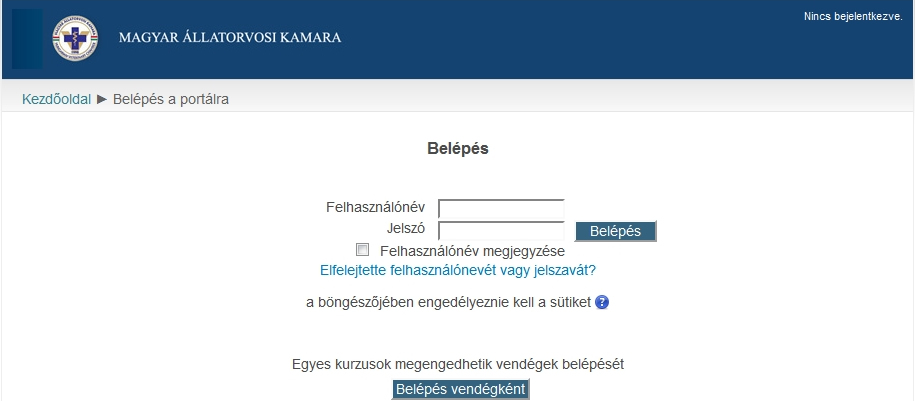 Nincs bejelentkezve.
MAGYAR ÁLLATORVOSI KAMARA
Kezdőoldal ► Belépés a portálra
Belépés
Felhasználónév
Jelszó Belépés
Felhasználónév megjegyzése
Elfelejtette felhasználónevét vagy jelszavát?
a böngészőjében engedélyeznie kell a sütiket ?
Egyes kurzusok megengedhetik vendégek belépését
Belépés vendégként